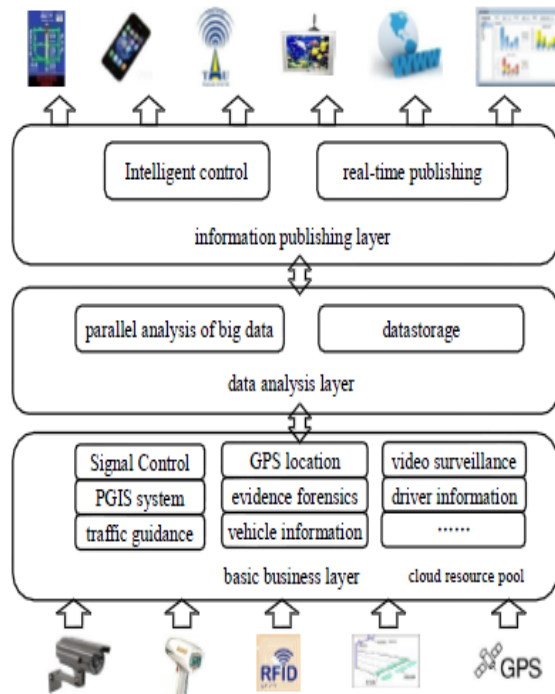 TAU
WWW
Intelligent control
real-time publishing
information publishing layer
parallel analysis of big data
datastorage
data analysis layer
Signal Control
GPS location
video surveillance
PGIS system
evidence forensics
driver information
traffic guidance
vehicle information
······
basic business layer
cloud resource pool
RFID
GPS